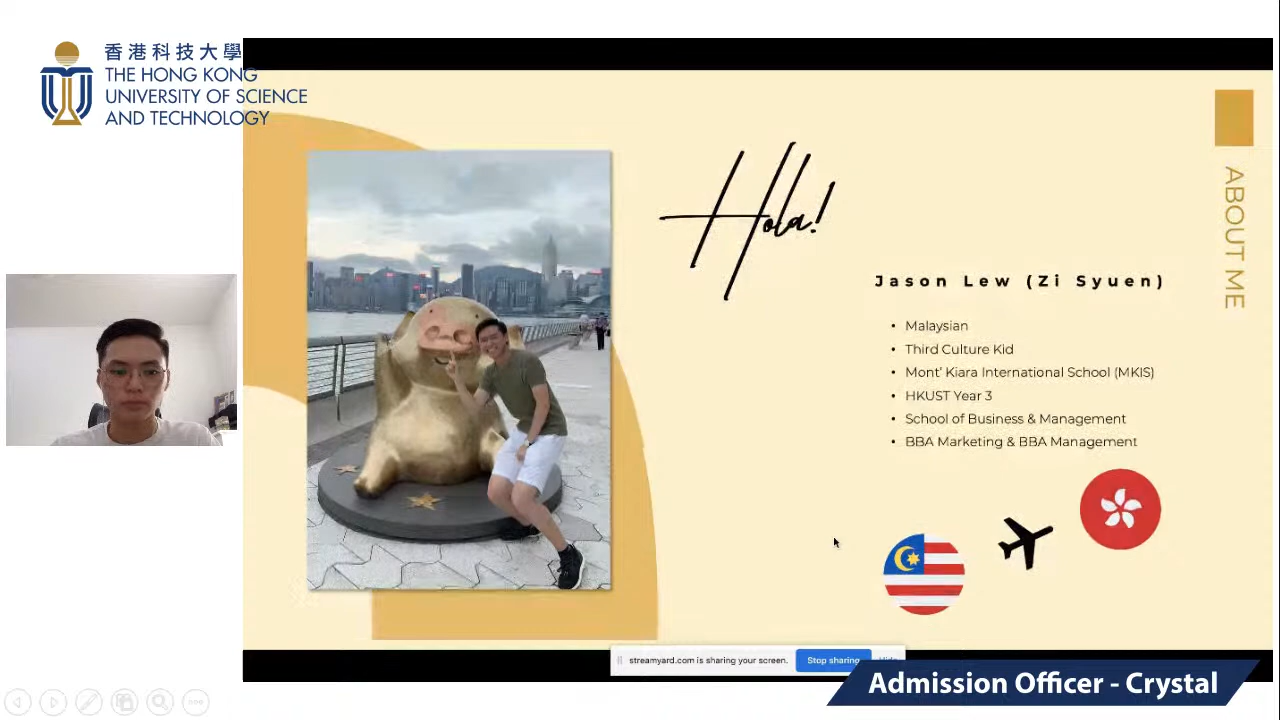 香港科技大學
THE HONG KONG
UNIVERSITY OF SCIENCE
AND TECHNOLOGY
Hola!
ABOUT ME
Jason Lew (Zi Syuen)
• Malaysian
• Third Culture Kid
• Mont' Kiara International School (MKIS)
• HKUST Year 3
• School of Business & Management
• BBA Marketing & BBA Management
streamyard.com is sharing your screen.
Stop sharing
Admission Officer - Crystal